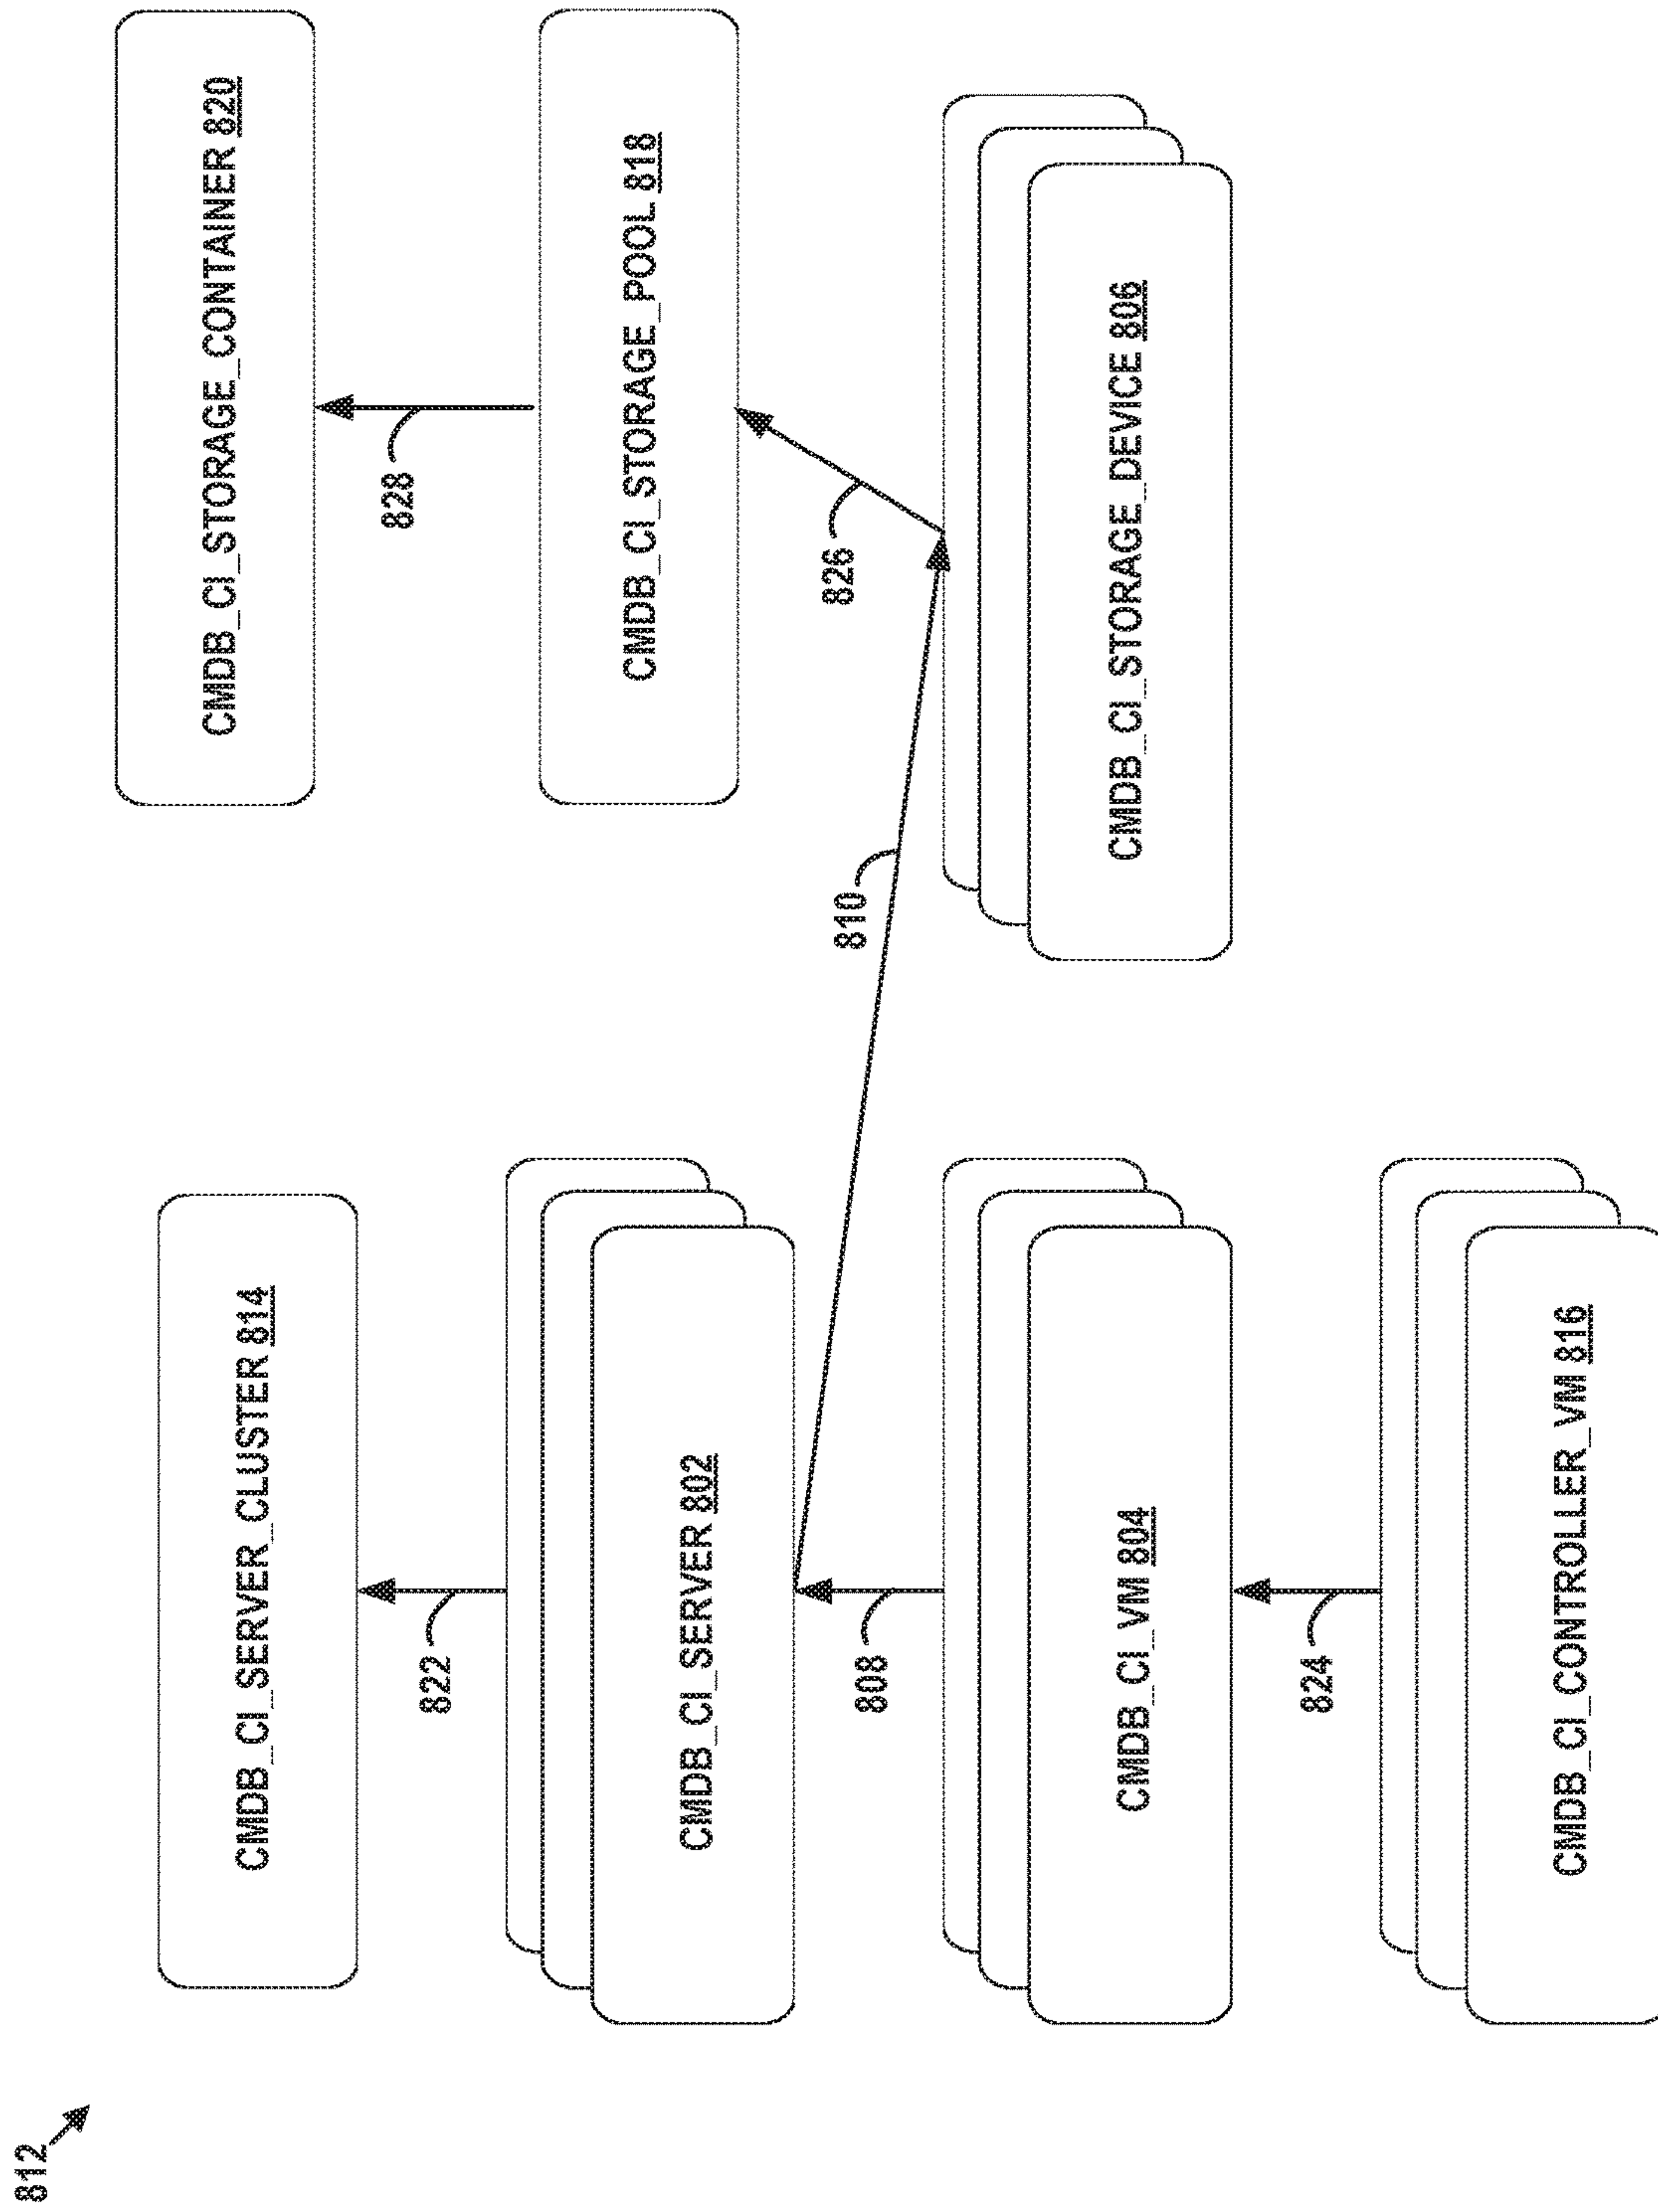 812
CMDB_CI_SERVER_CLUSTER 814
822
CMDB_CI_SERVER 802
808
CMDB_CI_VM 804
824
CMDB_CI_CONTROLLER_VM 816
CMDB_CI_STORAGE_CONTAINER 820
828
CMDB_CI_STORAGE_POOL 818
826
810
CMDB_CI_STORAGE_DEVICE 806